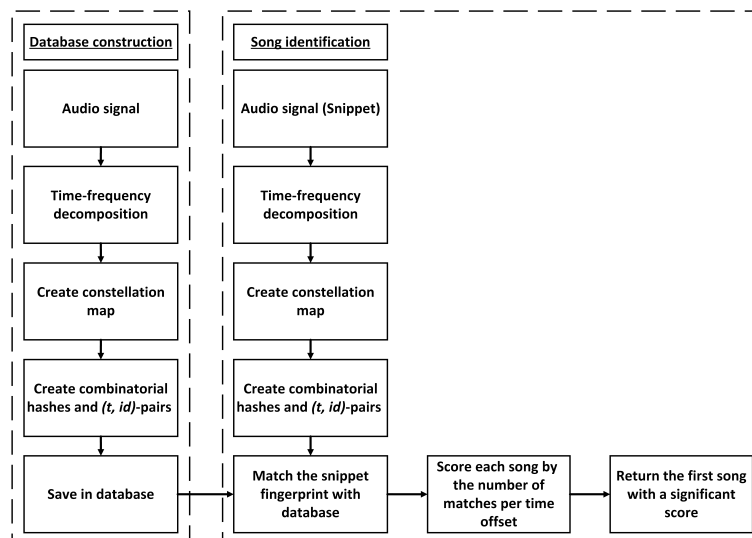 Database construction
Audio signal
Time-frequency
decomposition
Create constellation
map
Create combinatorial
hashes and (t, id)-pairs
Save in database
Song identification
Audio signal (Snippet)
Time-frequency
decomposition
Create constellation
map
Create combinatorial
hashes and (t, id)-pairs
Match the snippet
fingerprint with
database
Score each song by
the number of
matches per time
offset
Return the first song
with a significant
score